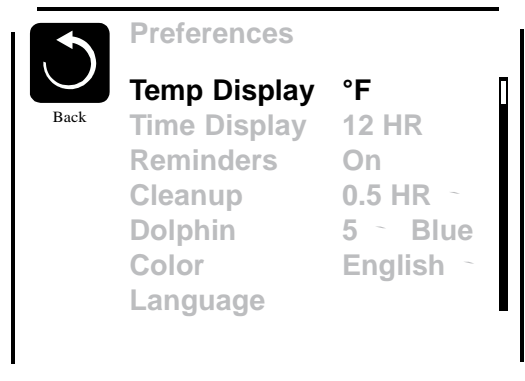 Preferences
Back
Temp Display °F
Time Display 12 HR
Reminders On
Cleanup 0.5 HR ~
Dolphin 5 ~ Blue
Color English ~
Language